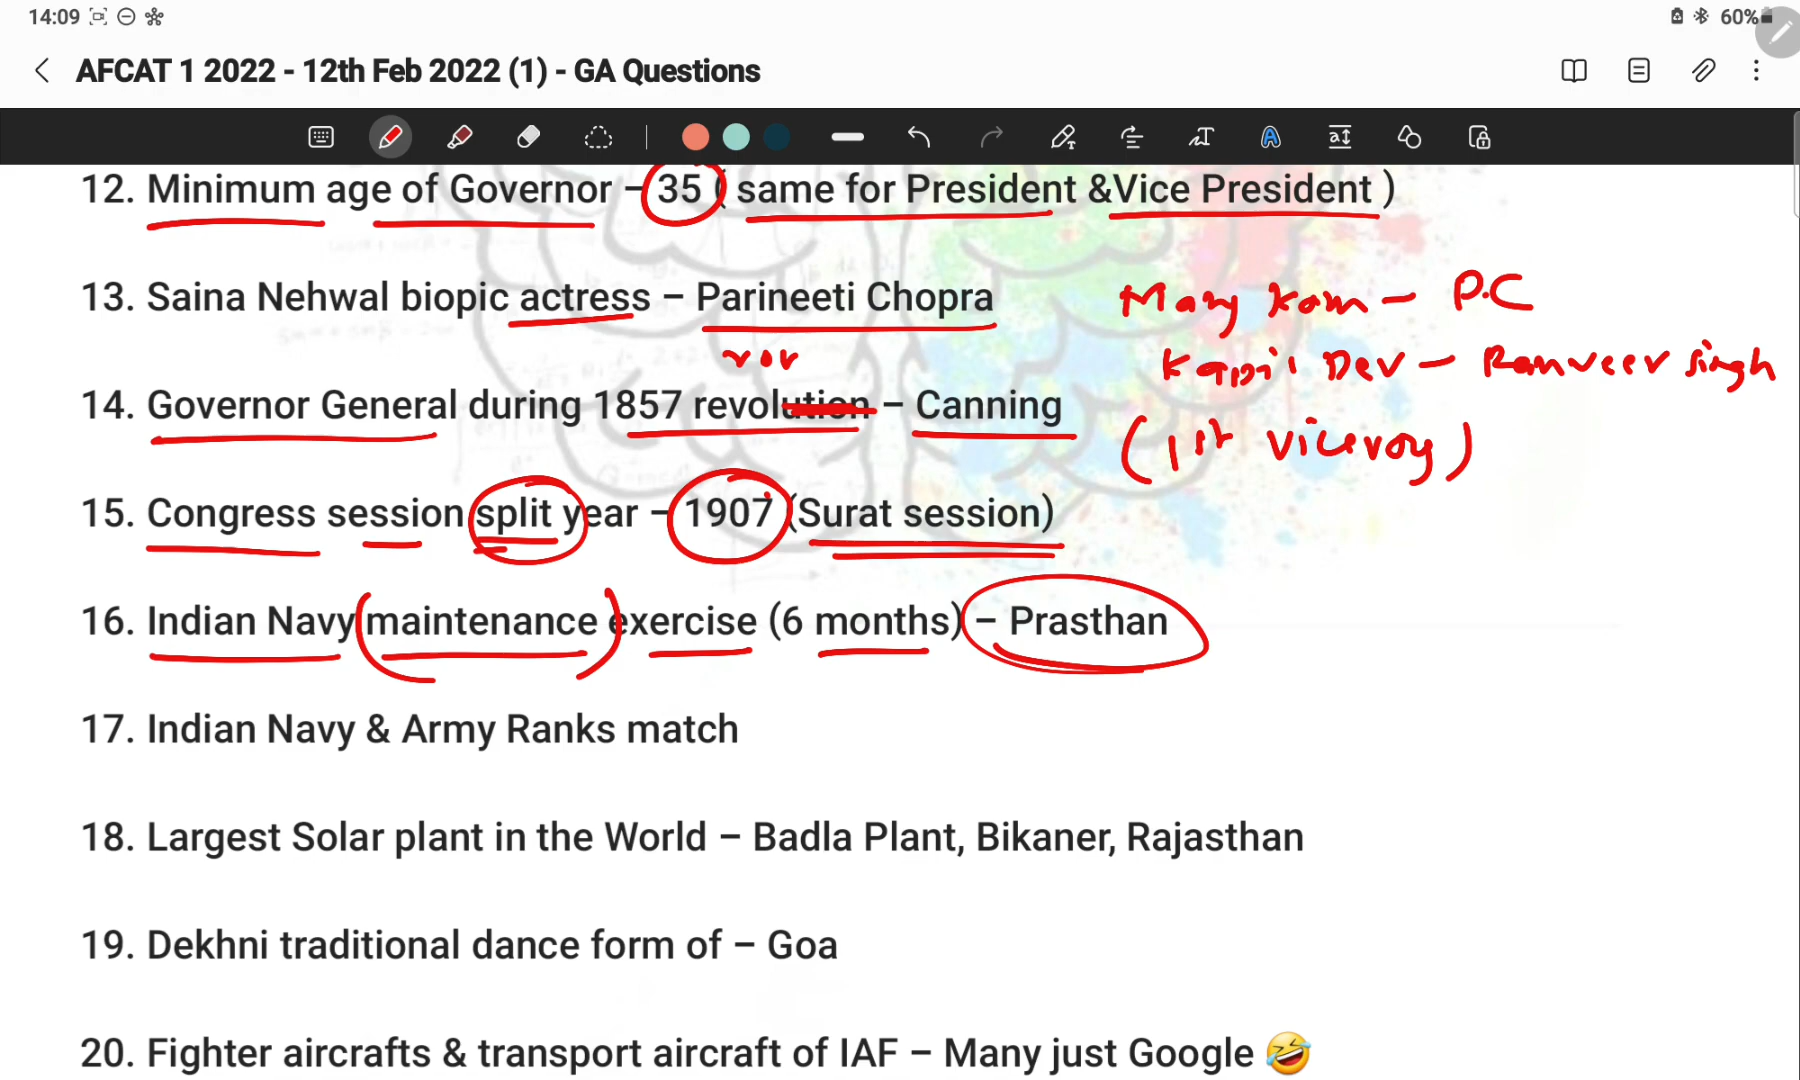 14:09
60%
AFCAT 1 2022 - 12th Feb 2022 (1) - GA Questions
12. Minimum age of Governor – 35 ( same for President &Vice President )
13. Saina Nehwal biopic actress – Parineeti Chopra
Mary Kom – P.C
Kapil Dev – Ranveer Singh
14. Governor General during 1857 revolution – Canning
(1st viceroy)
15. Congress session split year – 1907 (Surat session)
16. Indian Navy (maintenance) exercise (6 months) – Prasthan
17. Indian Navy & Army Ranks match
18. Largest Solar plant in the World – Badla Plant, Bikaner, Rajasthan
19. Dekhni traditional dance form of – Goa
20. Fighter aircrafts & transport aircraft of IAF – Many just Google 🤣